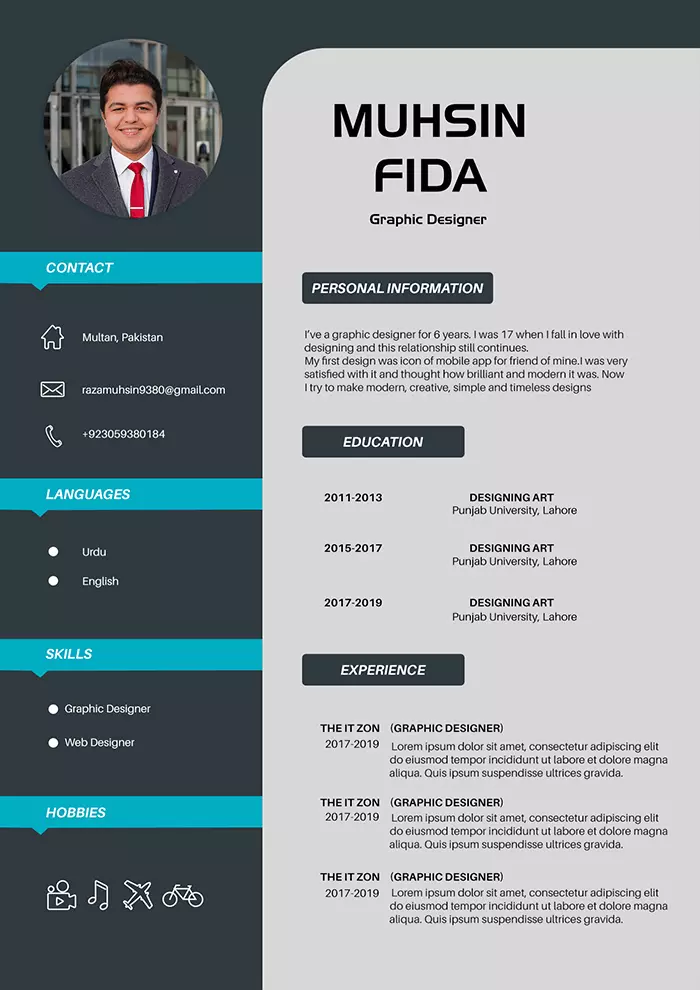 MUHSIN
FIDA
Graphic Designer
CONTACT
Multan, Pakistan
razamuhsin9380@gmail.com
+923059380184
LANGUAGES
Urdu
English
SKILLS
Graphic Designer
Web Designer
HOBBIES
PERSONAL INFORMATION
I've a graphic designer for 6 years. I was 17 when I fall in love with
designing and this relationship still continues.
My first design was icon of mobile app for friend of mine.I was very
satisfied with it and thought how brilliant and modern it was. Now
I try to make modern, creative, simple and timeless designs
EDUCATION
2011-2013 DESIGNING ART
Punjab University, Lahore
2015-2017 DESIGNING ART
Punjab University, Lahore
2017-2019 DESIGNING ART
Punjab University, Lahore
EXPERIENCE
THE IT ZON (GRAPHIC DESIGNER)
2017-2019 Lorem ipsum dolor sit amet, consectetur adipiscing elit
do eiusmod tempor incididunt ut labore et dolore magna
aliqua. Quis ipsum suspendisse ultrices gravida.
THE IT ZON (GRAPHIC DESIGNER)
2017-2019 Lorem ipsum dolor sit amet, consectetur adipiscing elit
do eiusmod tempor incididunt ut labore et dolore magna
aliqua. Quis ipsum suspendisse ultrices gravida.
THE IT ZON (GRAPHIC DESIGNER)
2017-2019 Lorem ipsum dolor sit amet, consectetur adipiscing elit
do eiusmod tempor incididunt ut labore et dolore magna
aliqua. Quis ipsum suspendisse ultrices gravida.